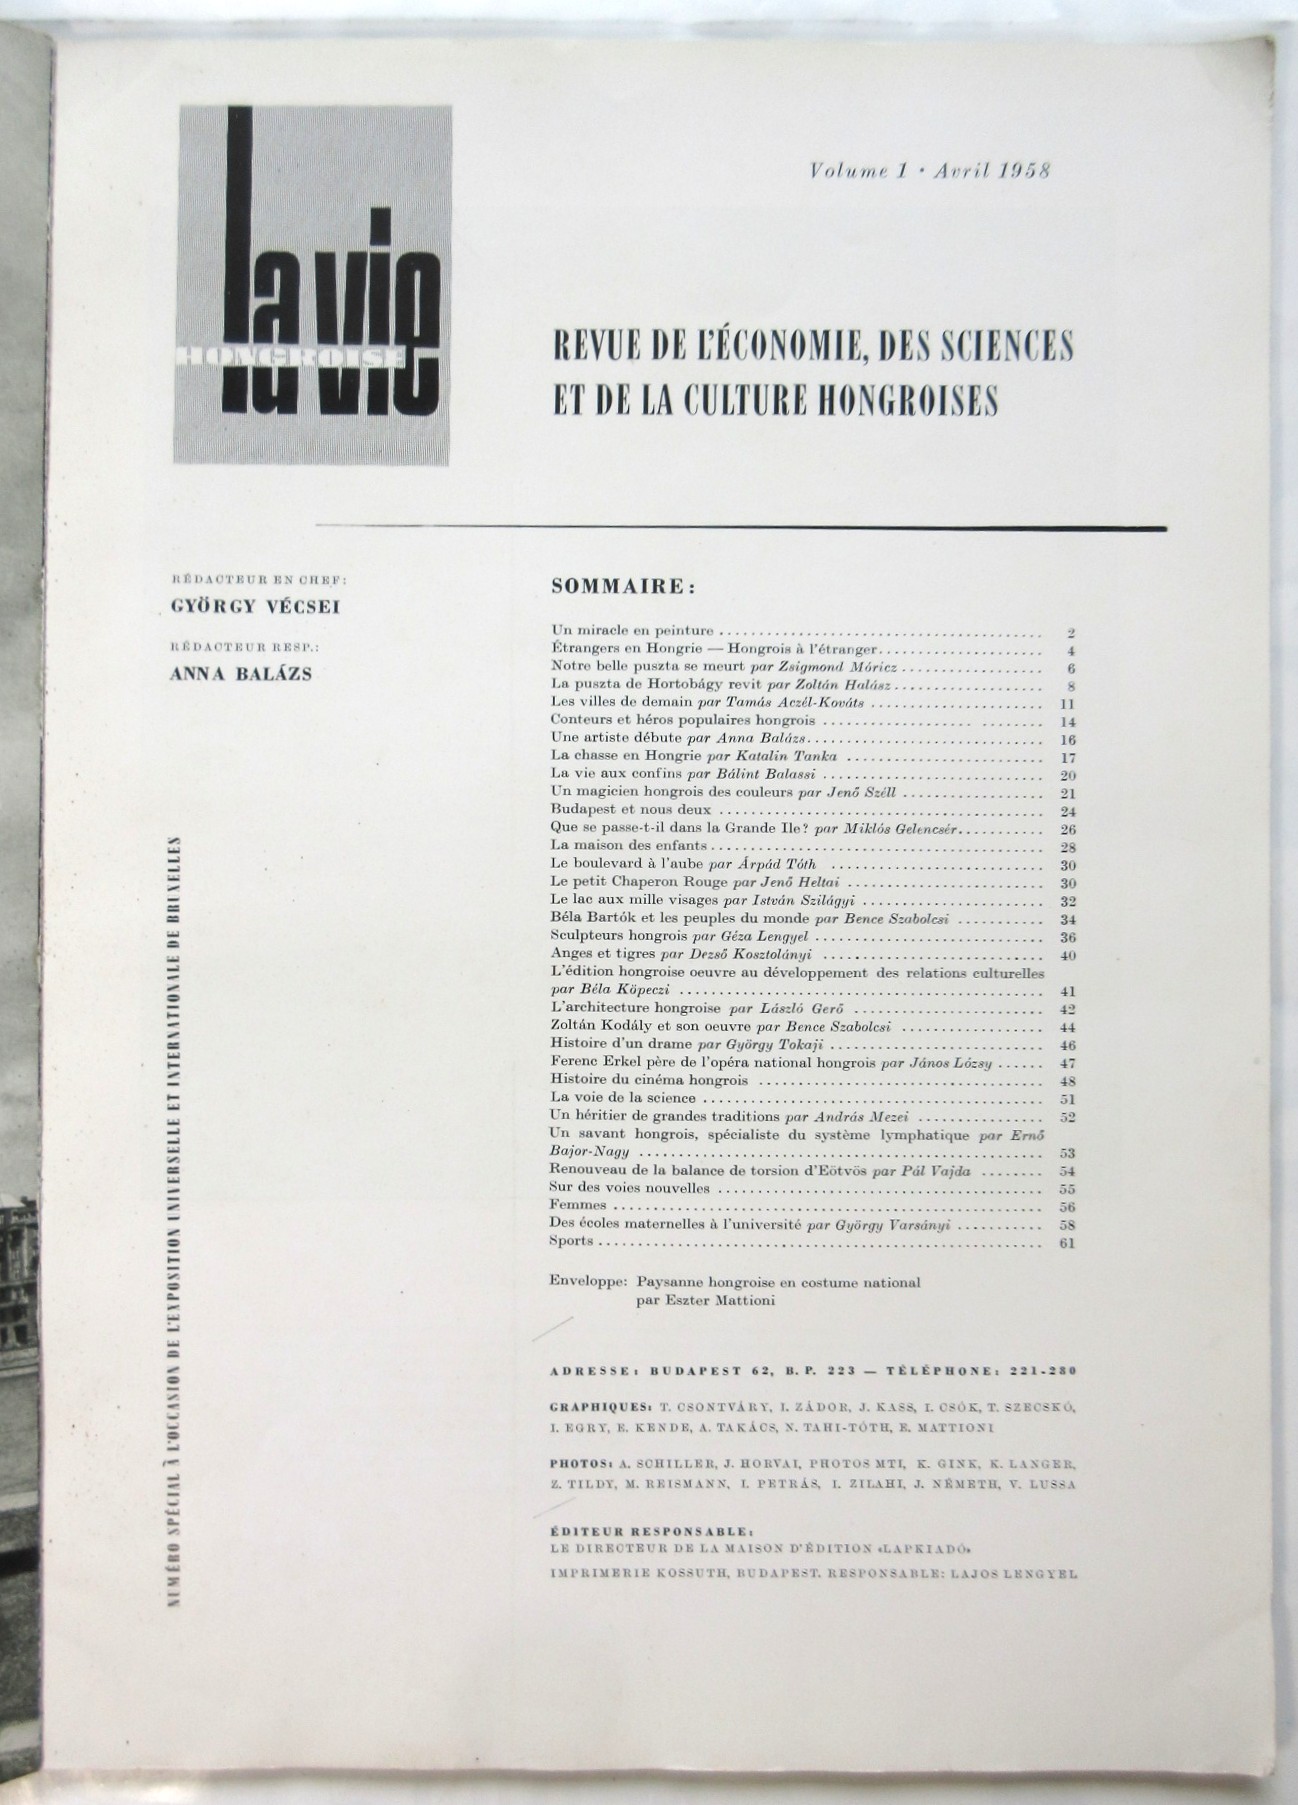 la vie
HONGROISE
Volume 1 · Avril 1958
REVUE DE L'ÉCONOMIE, DES SCIENCES
ET DE LA CULTURE HONGROISES
RÉDACTEUR EN CHEF:
GYÖRGY VÉCSEI
RÉDACTEUR RESP.:
ANNA BALÁZS
NUMÉRO SPÉCIAL À L'OCCASION DE L'EXPOSITION UNIVERSELLE ET INTERNATIONALE DE BRUXELLES
SOMMAIRE:
Un miracle en peinture ........ 2
Étrangers en Hongrie — Hongrois à l'étranger ........ 4
Notre belle puszta se meurt par Zsigmond Móricz ........ 6
La puszta de Hortobágy revit par Zoltán Halász ........ 8
Les villes de demain par Tamás Aczél-Kováts ........ 11
Conteurs et héros populaires hongrois ........ 14
Une artiste débute par Anna Balázs ........ 16
La chasse en Hongrie par Katalin Tanka ........ 17
La vie aux confins par Bálint Balassi ........ 20
Un magicien hongrois des couleurs par Jenő Széll ........ 21
Budapest et nous deux ........ 24
Que se passe-t-il dans la Grande Ile? par Miklós Gelencsér ........ 26
La maison des enfants ........ 28
Le boulevard à l'aube par Árpád Tóth ........ 30
Le petit Chaperon Rouge par Jenő Heltai ........ 30
Le lac aux mille visages par István Szilágyi ........ 32
Béla Bartók et les peuples du monde par Bence Szabolcsi ........ 34
Sculpteurs hongrois par Géza Lengyel ........ 36
Anges et tigres par Dezső Kosztolányi ........ 40
L'édition hongroise oeuvre au développement des relations culturelles
par Béla Köpeczi ........ 41
L'architecture hongroise par László Gerő ........ 42
Zoltán Kodály et son oeuvre par Bence Szabolcsi ........ 44
Histoire d'un drame par György Tokaji ........ 46
Ferenc Erkel père de l'opéra national hongrois par János Lózsy ........ 47
Histoire du cinéma hongrois ........ 48
La voie de la science ........ 51
Un héritier de grandes traditions par András Mezei ........ 52
Un savant hongrois, spécialiste du système lymphatique par Ernő
Bajor-Nagy ........ 53
Renouveau de la balance de torsion d'Eötvös par Pál Vajda ........ 54
Sur des voies nouvelles ........ 55
Femmes ........ 56
Des écoles maternelles à l'université par György Varsányi ........ 58
Sports ........ 61
Enveloppe: Paysanne hongroise en costume national
par Eszter Mattioni
ADRESSE: BUDAPEST 62, B. P. 223 — TÉLÉPHONE: 221-280
GRAPHIQUES: T. CSONTVÁRY, I. ZÁDOR, J. KASS, I. CSÓK, T. SZECSKÓ,
I. EGRY, E. KENDE, A. TAKÁCS, N. TAHI-TÓTH, E. MATTIONI
PHOTOS: A. SCHILLER, J. HORVAI, PHOTOS MTI, K. GINK, K. LANGER,
Z. TILDY, M. REISMANN, I. PETRÁS, I. ZILAHI, J. NÉMETH, V. LUSSA
ÉDITEUR RESPONSABLE:
LE DIRECTEUR DE LA MAISON D'ÉDITION «LAPKIADÓ»
IMPRIMERIE KOSSUTH, BUDAPEST. RESPONSABLE: LAJOS LENGYEL